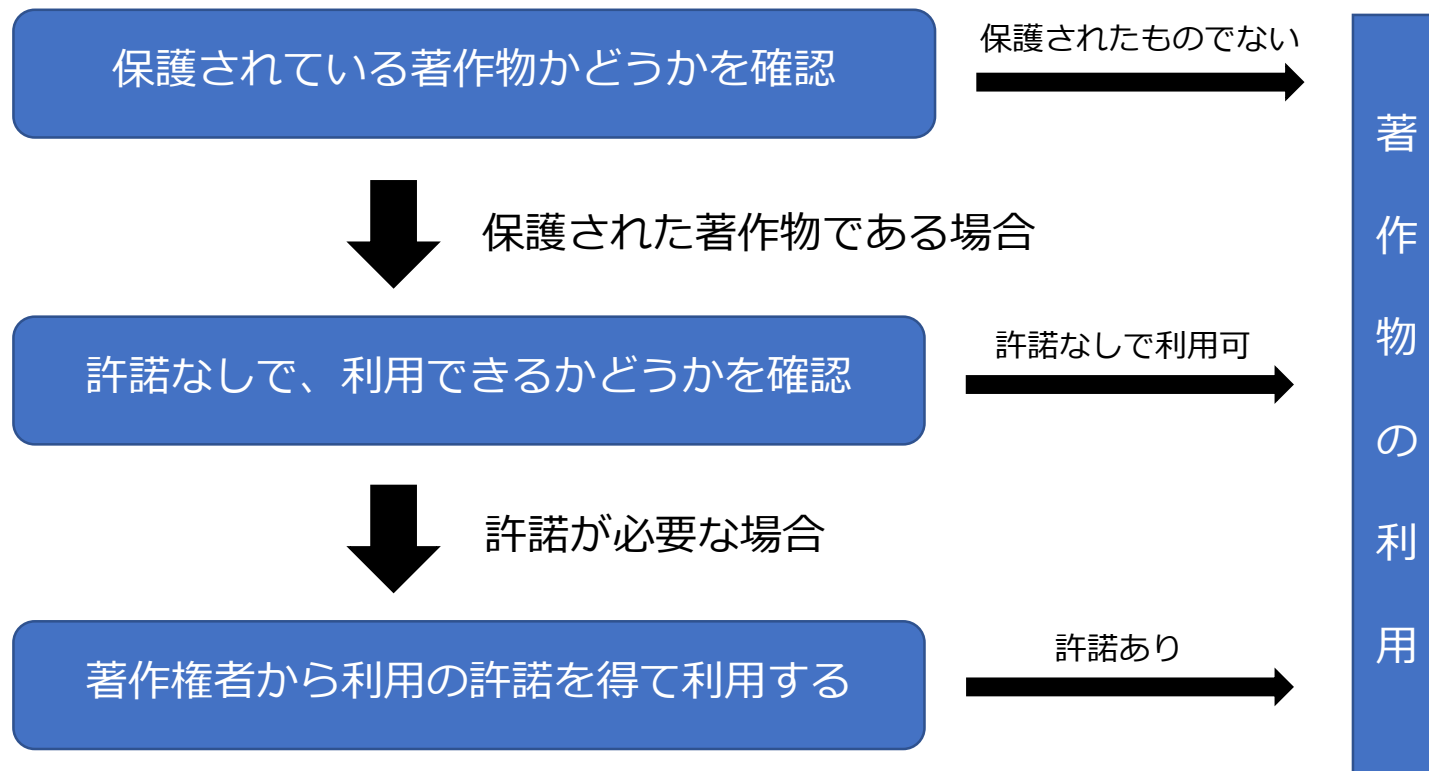 保護されている著作物かどうかを確認
保護されたものでない
保護された著作物である場合
許諾なしで、利用できるかどうかを確認
許諾なしで利用可
許諾が必要な場合
著作権者から利用の許諾を得て利用する
許諾あり
著作物の利用